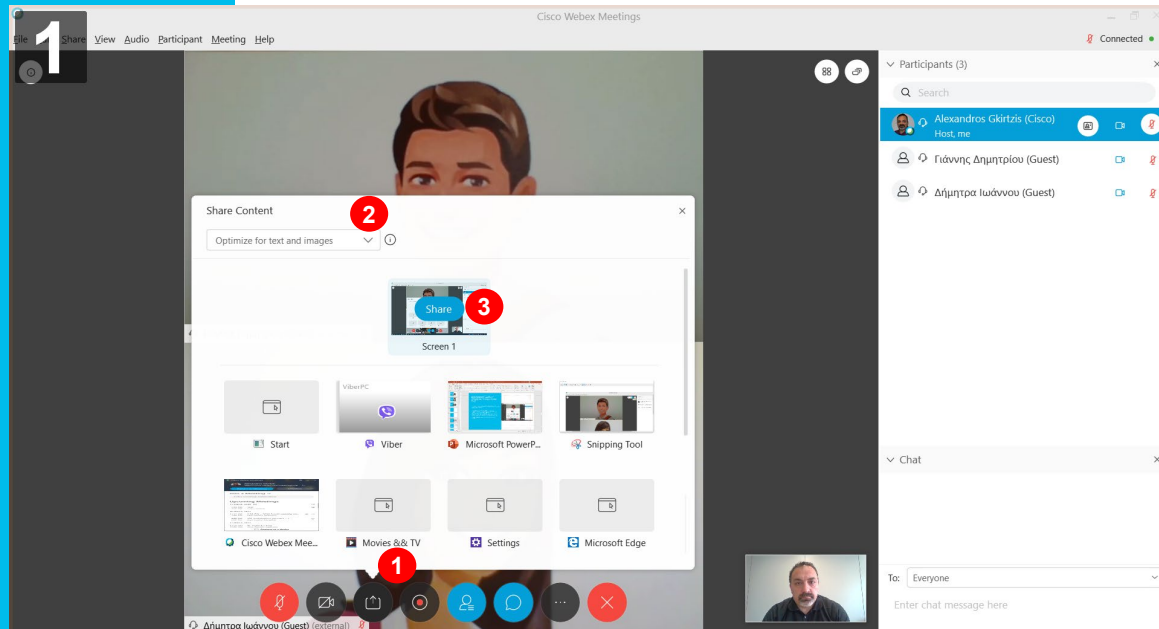 1
Cisco Webex Meetings
File Share View Audio Participant Meeting Help
Connected
Participants (3)
Search
Alexandros Gkirtzis (Cisco)
Host, me
Γιάννης Δημητρίου (Guest)
Δήμητρα Ιωάννου (Guest)
Share Content
2
Optimize for text and images
Share
3
Screen 1
ViberPC
Start
Viber
Microsoft PowerP...
Snipping Tool
Cisco Webex Mee...
Movies && TV
Settings
Microsoft Edge
1
Chat
To: Everyone
Enter chat message here
Δήμητρα Ιωάννου (Guest) (external)